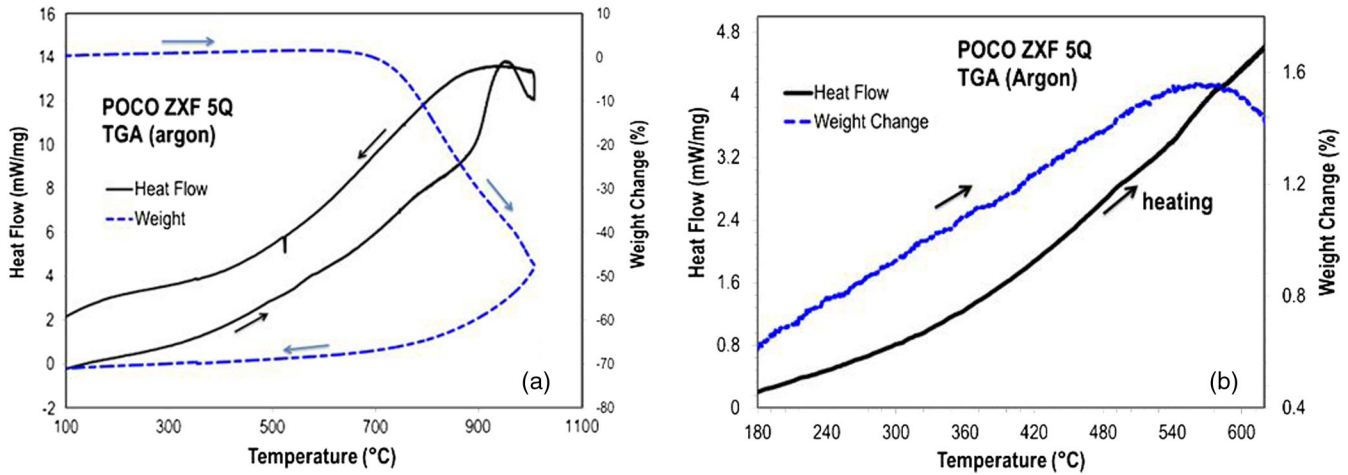 16
14
12
10
8
6
4
2
0
-2
Heat Flow (mW/mg)
POCO ZXF 5Q
TGA (argon)
Heat Flow
Weight
10
0
-10
-20
-30
-40
-50
-60
-70
-80
Weight Change (%)
(a)
100 300 500 700 900 1100
Temperature (°C)
4.8
4
3.2
2.4
1.6
0.8
0
Heat Flow (mW/mg)
POCO ZXF 5Q
TGA (Argon)
Heat Flow
Weight Change
heating
1.6
1.2
0.8
0.4
Weight Change (%)
(b)
180 240 300 360 420 480 540 600
Temperature (°C)